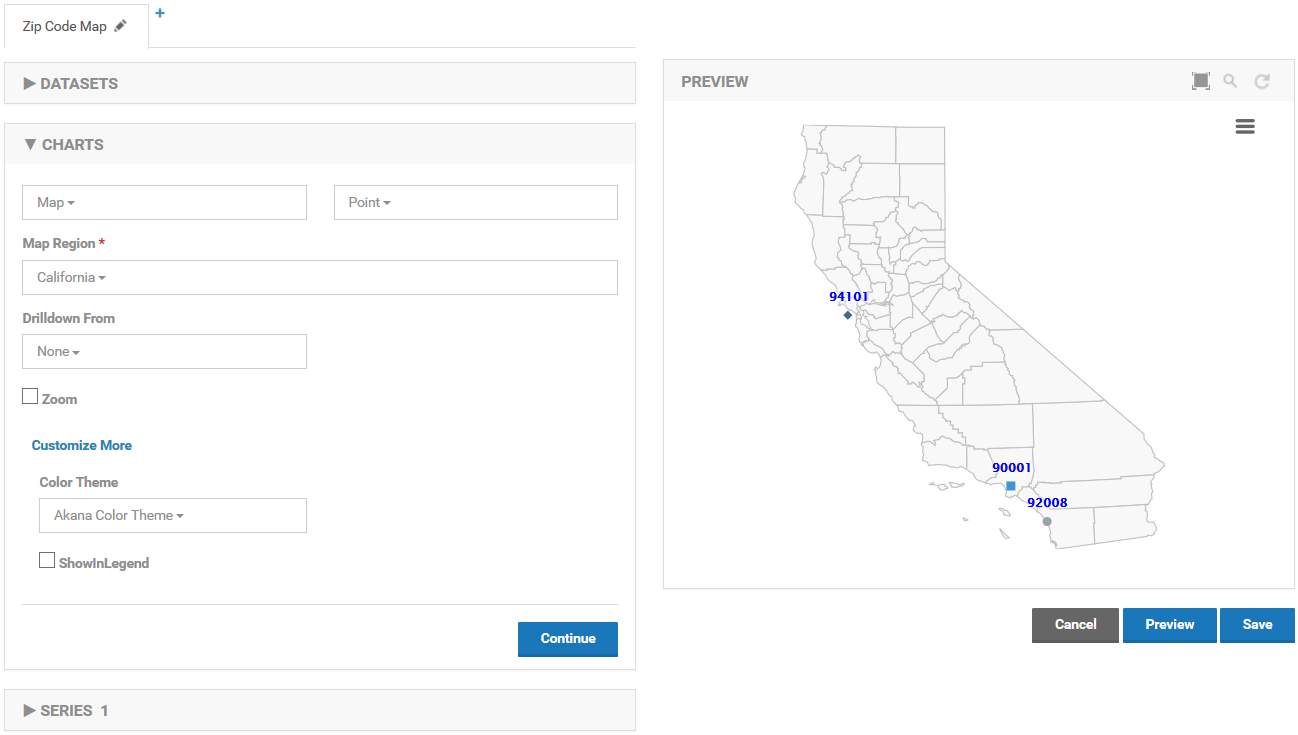 Zip Code Map
+
DATASETS
CHARTS
Map
Point
Map Region *
California
Drilldown From
None
Zoom
Customize More
Color Theme
Akana Color Theme
ShowInLegend
Continue
SERIES 1
PREVIEW
94101
90001
92008
Cancel
Preview
Save